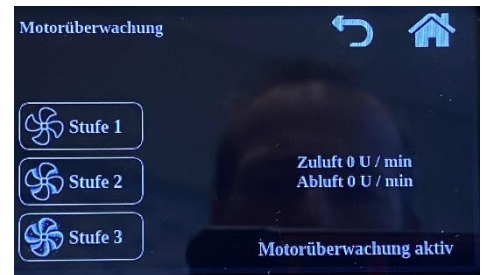 Motorüberwachung
Stufe 1
Stufe 2
Stufe 3
Zuluft 0 U / min
Abluft 0 U / min
Motorüberwachung aktiv